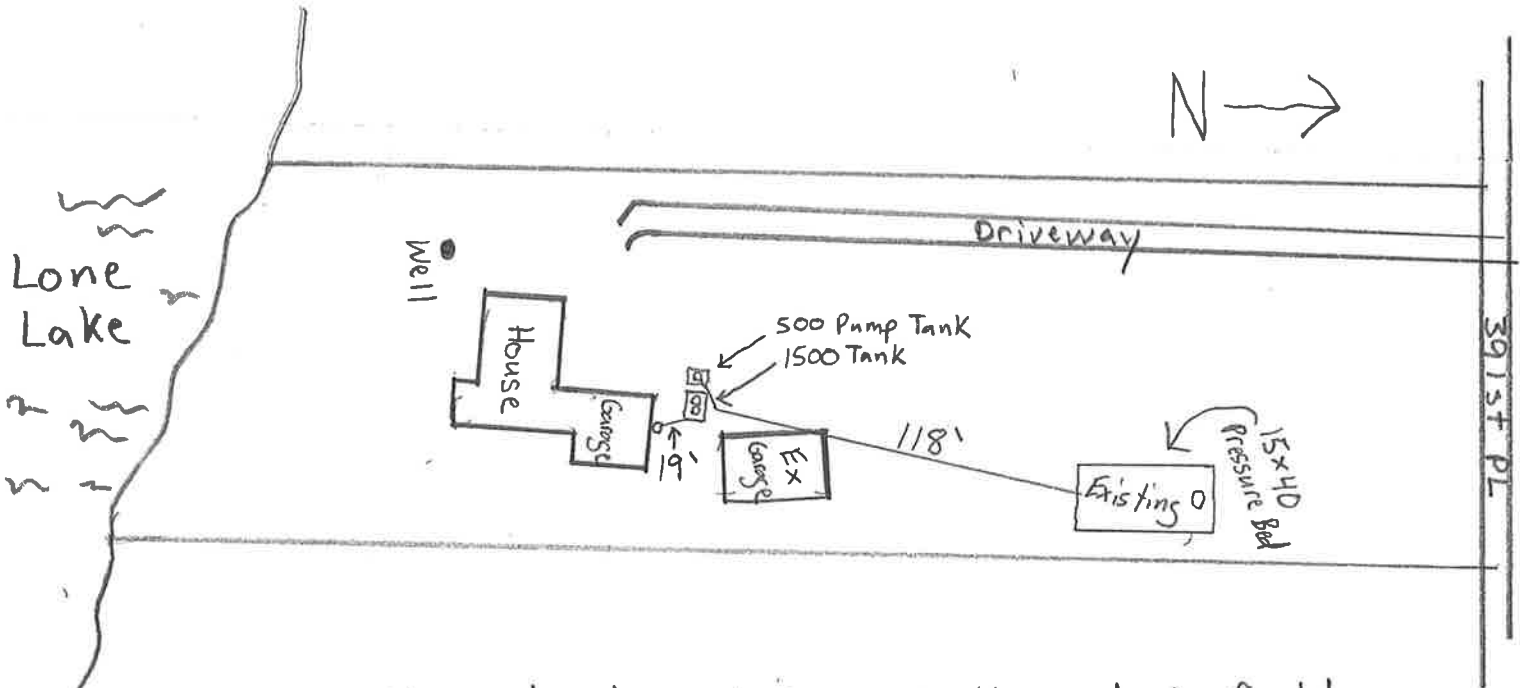 N
Driveway
Well
Lone
Lake
House
Garage
500 Pump Tank
1500 Tank
19'
Ex
Garage
118'
Existing
15x40
Pressure Bed
391st PL